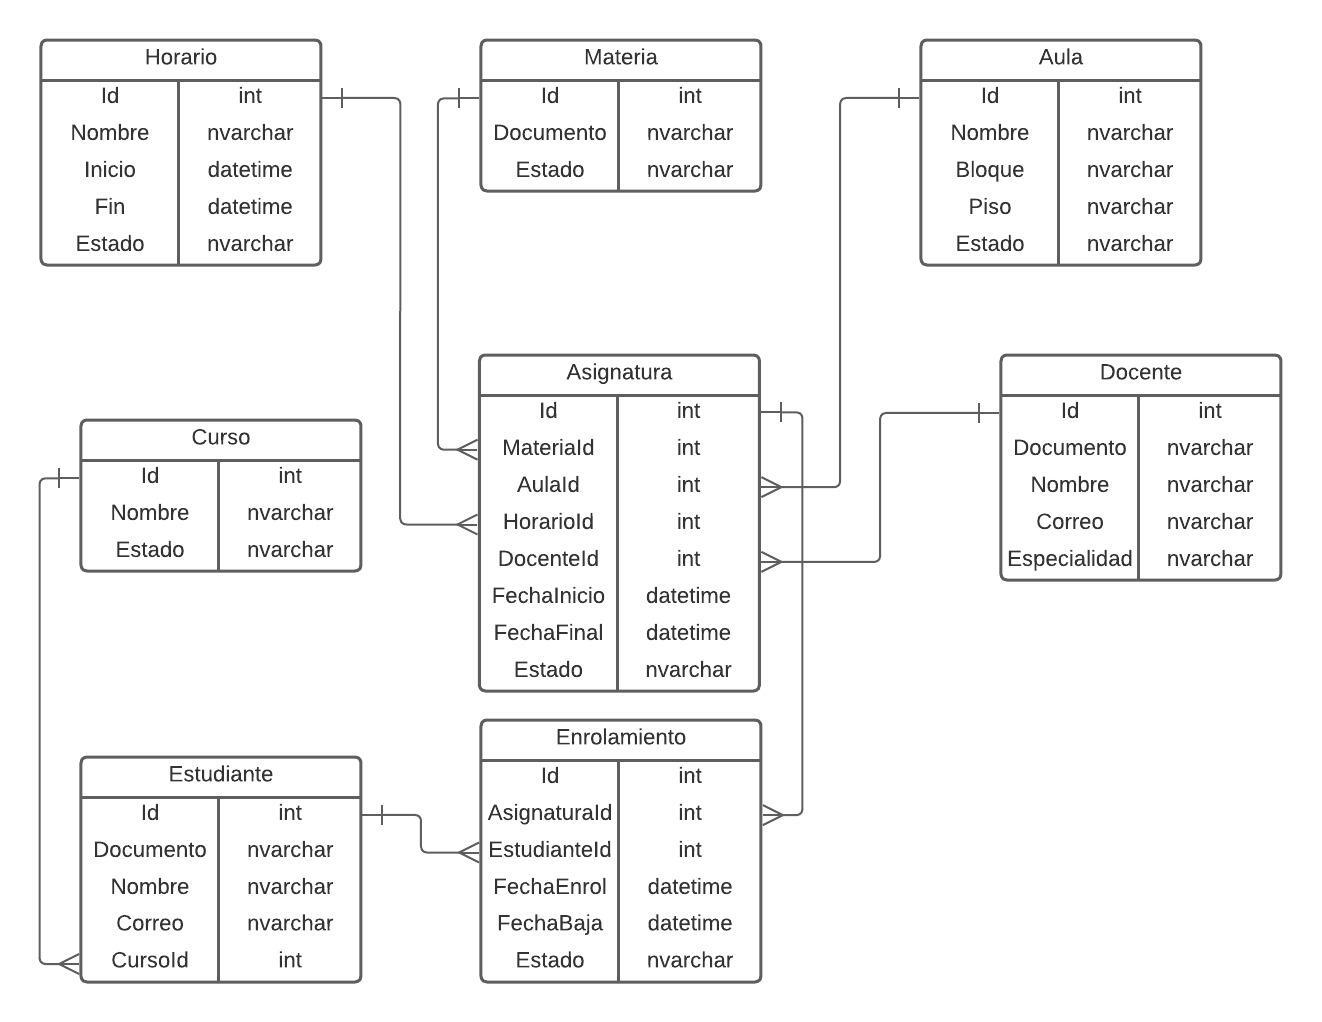 Horario
Id int
Nombre nvarchar
Inicio datetime
Fin datetime
Estado nvarchar
Materia
Id int
Documento nvarchar
Estado nvarchar
Aula
Id int
Nombre nvarchar
Bloque nvarchar
Piso nvarchar
Estado nvarchar
Curso
Id int
Nombre nvarchar
Estado nvarchar
Asignatura
Id int
MateriaId int
AulaId int
HorarioId int
DocenteId int
FechaInicio datetime
FechaFinal datetime
Estado nvarchar
Docente
Id int
Documento nvarchar
Nombre nvarchar
Correo nvarchar
Especialidad nvarchar
Estudiante
Id int
Documento nvarchar
Nombre nvarchar
Correo nvarchar
CursoId int
Enrolamiento
Id int
AsignaturaId int
EstudianteId int
FechaEnrol datetime
FechaBaja datetime
Estado nvarchar